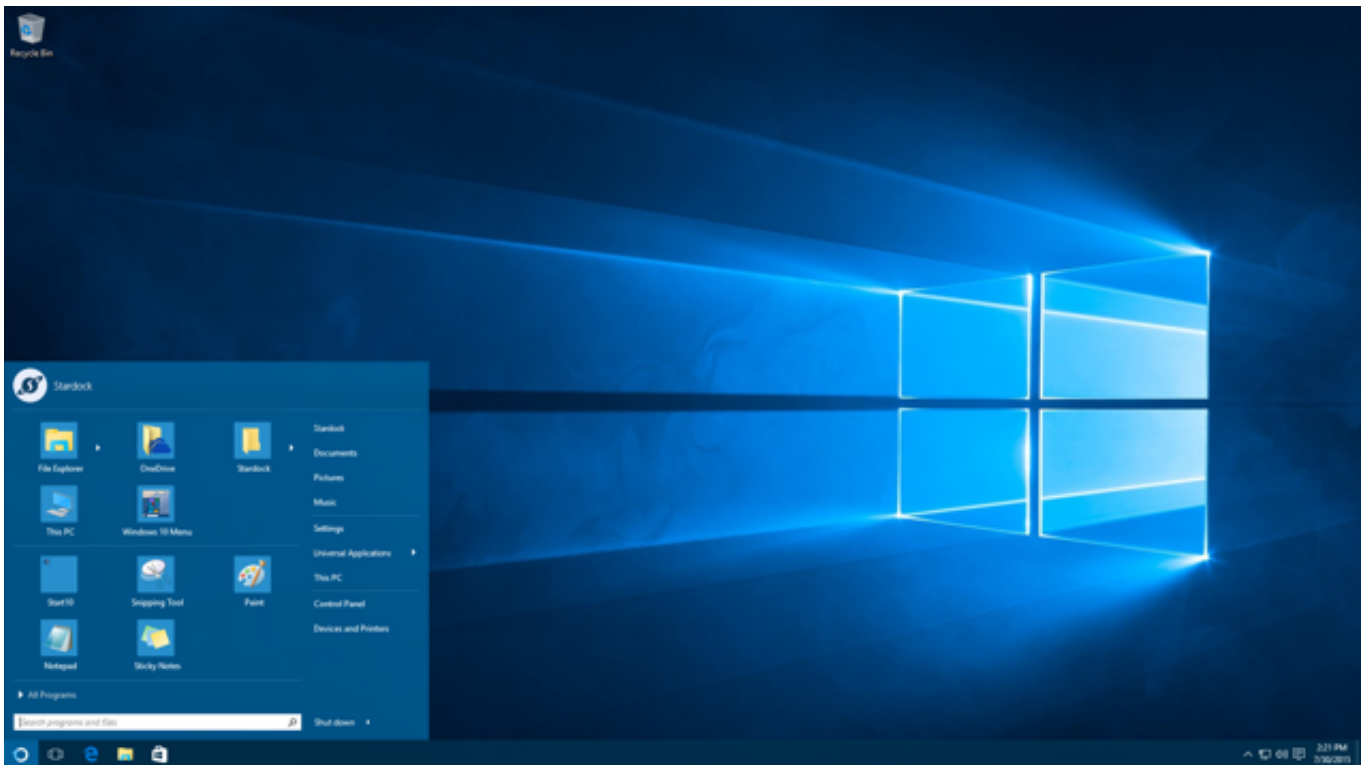 Recycle Bin
Stardock
File Explorer
OneDrive
Stardock
This PC
Windows 10 Menu
Start10
Snipping Tool
Paint
Notepad
Sticky Notes
All Programs
Search programs and files
Stardock
Documents
Pictures
Music
Settings
Universal Applications
This PC
Control Panel
Devices and Printers
Shut down
2:21 PM
7/30/2015